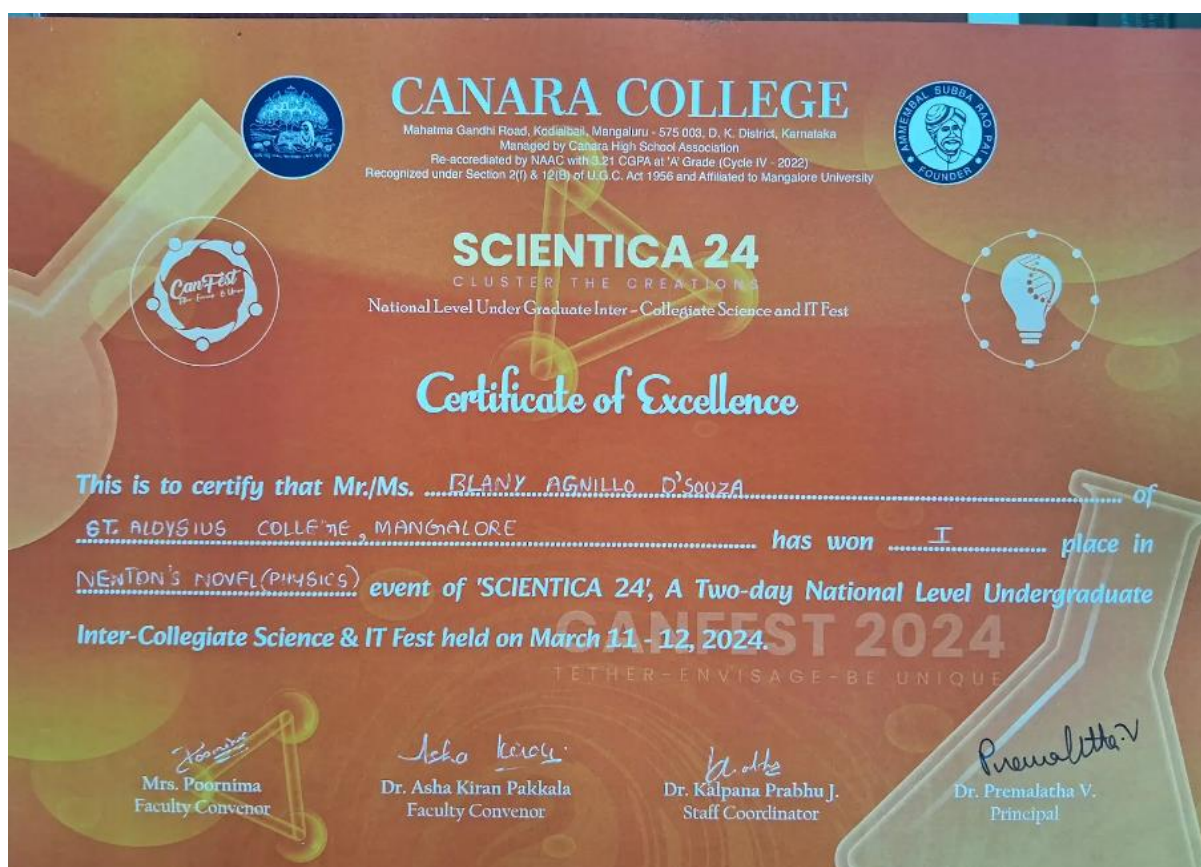 CANARA COLLEGE
Mahatma Gandhi Road, Kodialbail, Mangaluru - 575 003, D. K. District, Karnataka
Managed by Canara High School Association
Re-accrediated by NAAC with 3.21 CGPA at 'A' Grade (Cycle IV - 2022)
Recognized under Section 2(f) & 12(B) of U.G.C. Act 1956 and Affiliated to Mangalore University
AMMEMBAL SUBBA RAO PAI
FOUNDER
CanFest
SCIENTICA 24
CLUSTER THE CREATIONS
National Level Under Graduate Inter - Collegiate Science and IT Fest
Certificate of Excellence
This is to certify that Mr./Ms. BLANY AGNILLO D'SOUZA of
ST. ALOYSIUS COLLEGE, MANGALORE has won I place in
NEWTON'S NOVEL (PHYSICS) event of 'SCIENTICA 24', A Two-day National Level Undergraduate
Inter-Collegiate Science & IT Fest held on March 11 - 12, 2024.
CANFEST 2024
TETHER-ENVISAGE-BE UNIQUE
Poornima
Asha Kiran
Premalatha V
Mrs. Poornima
Faculty Convenor
Dr. Asha Kiran Pakkala
Faculty Convenor
Dr. Kalpana Prabhu J.
Staff Coordinator
Dr. Premalatha V.
Principal